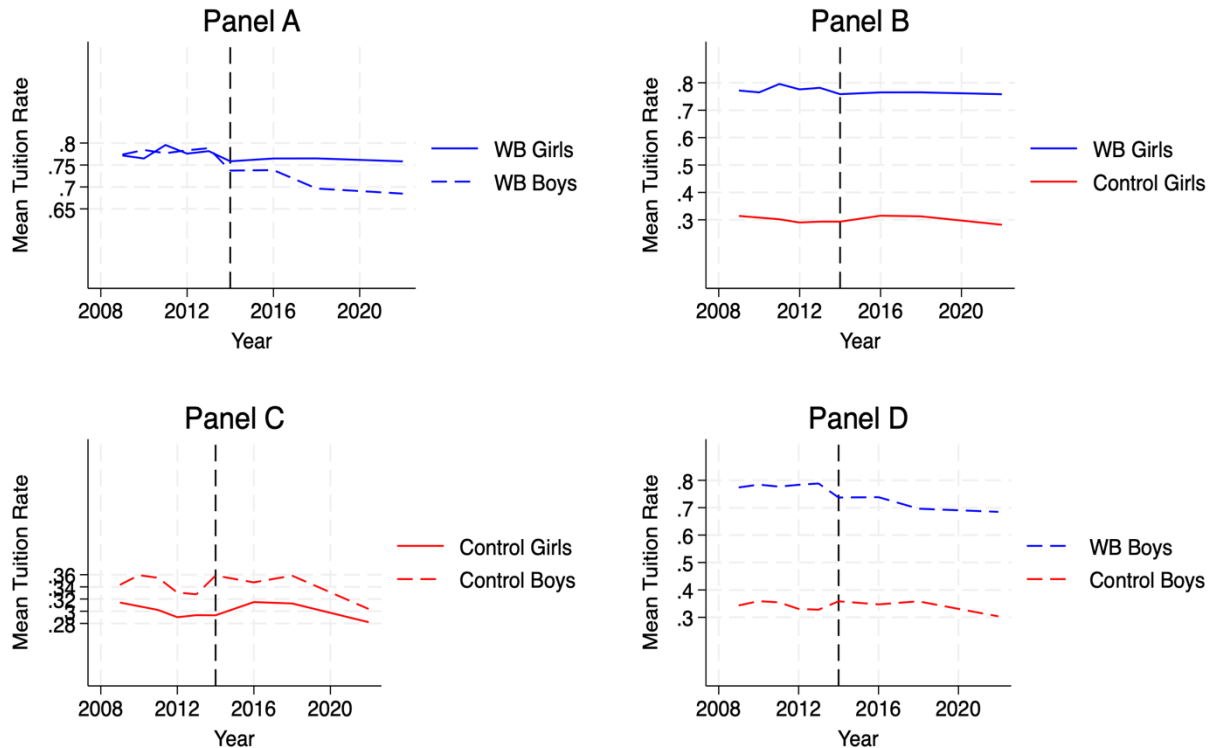 Panel A
Mean Tuition Rate
.8
.75
.7
.65
2008 2012 2016 2020
Year
WB Girls
WB Boys
Panel B
Mean Tuition Rate
.8
.7
.6
.5
.4
.3
2008 2012 2016 2020
Year
WB Girls
Control Girls
Panel C
Mean Tuition Rate
.36
.34
.32
.3
.28
2008 2012 2016 2020
Year
Control Girls
Control Boys
Panel D
Mean Tuition Rate
.8
.7
.6
.5
.4
.3
2008 2012 2016 2020
Year
WB Boys
Control Boys